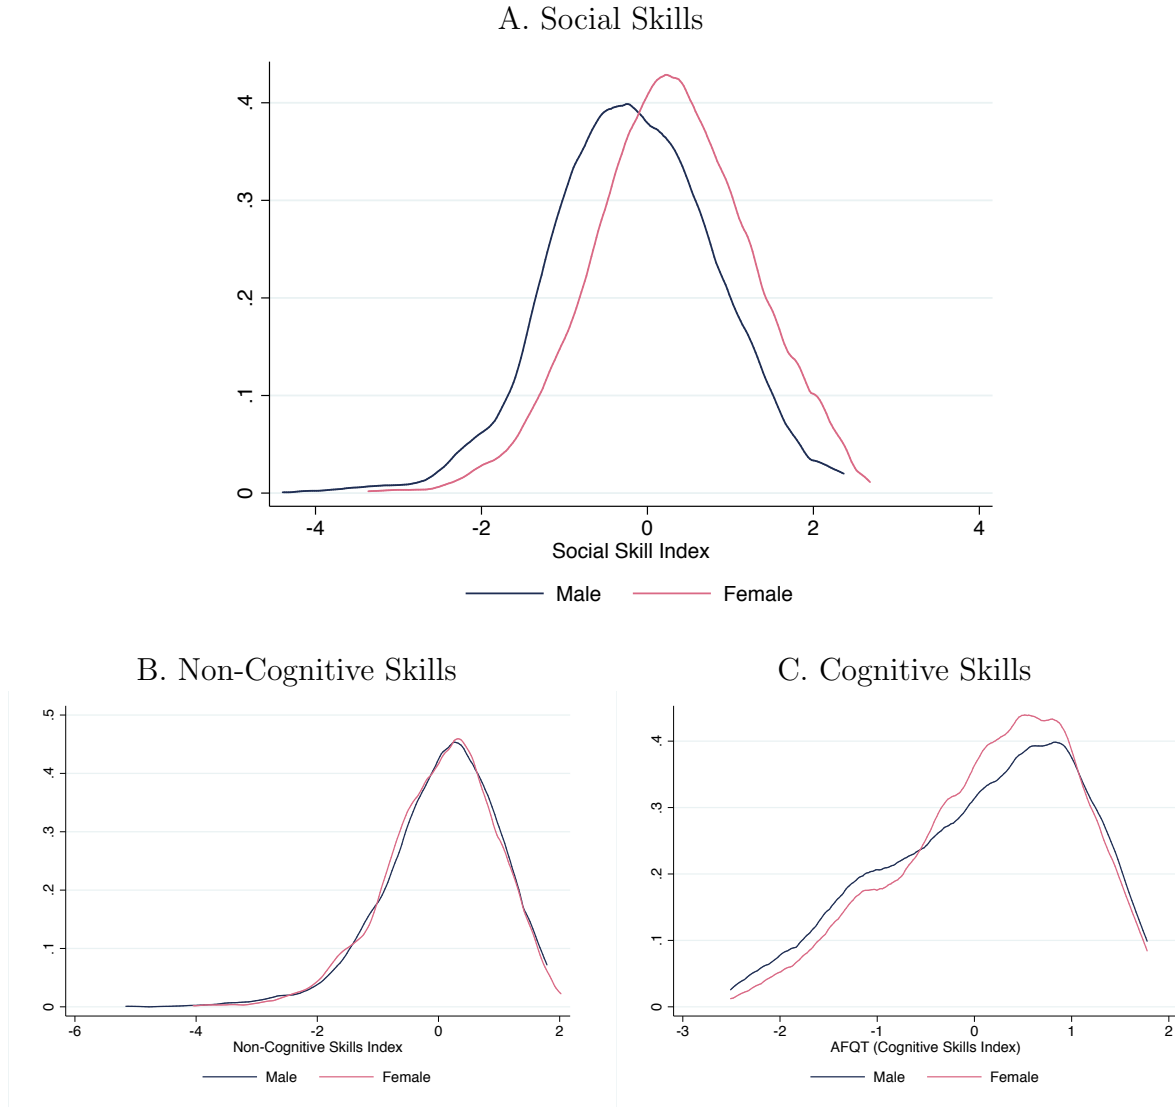 A. Social Skills
.4
.3
.2
.1
0
-4 -2 0 2 4
Social Skill Index
Male Female
B. Non-Cognitive Skills
.5
.4
.3
.2
.1
0
-6 -4 -2 0 2
Non-Cognitive Skills Index
Male Female
C. Cognitive Skills
.4
.3
.2
.1
0
-3 -2 -1 0 1 2
AFQT (Cognitive Skills Index)
Male Female